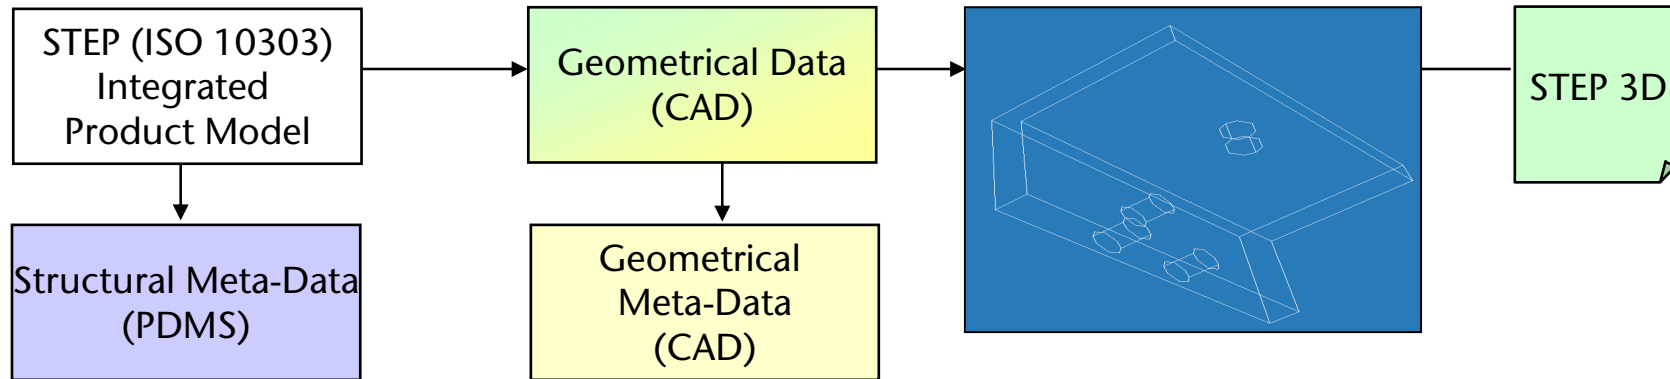 STEP (ISO 10303)
Integrated
Product Model
Geometrical Data
(CAD)
STEP 3D
Structural Meta-Data
(PDMS)
Geometrical
Meta-Data
(CAD)